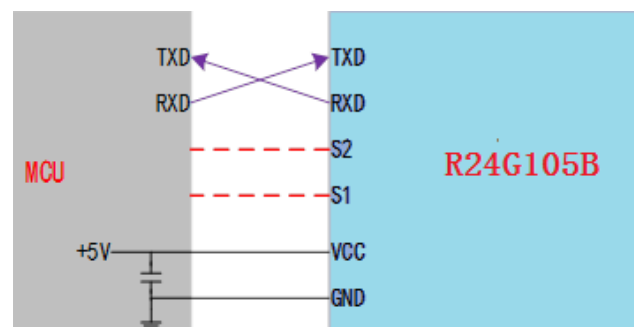 TXD TXD
RXD RXD
S2
MCU R24G105B
S1
+5V VCC
GND